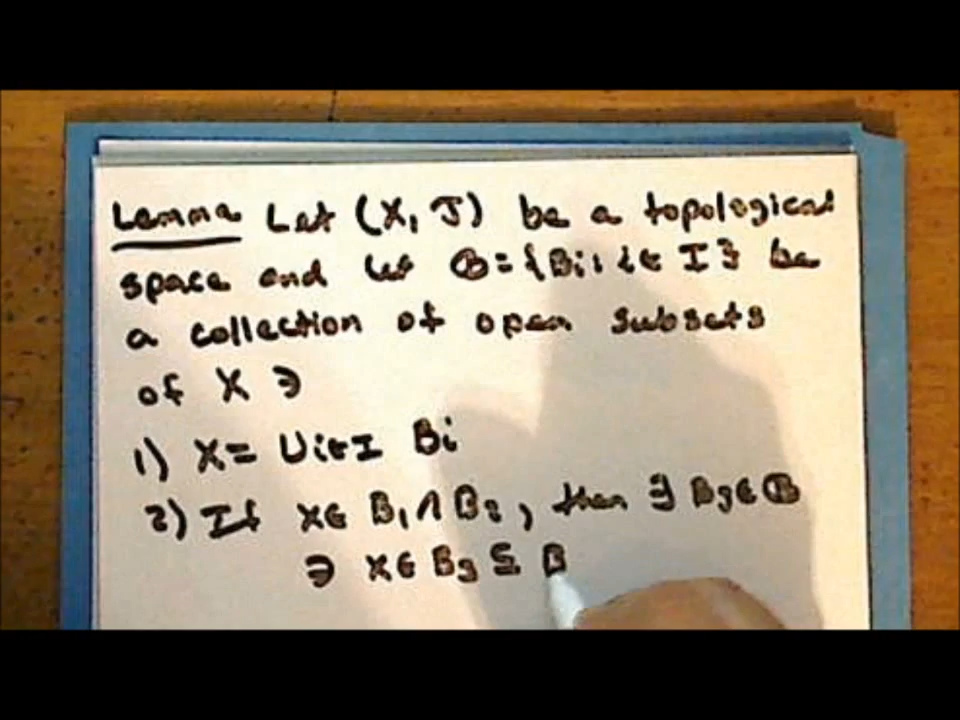 Lemma Let (X, J) be a topological
space and let B = {Bi : i ∈ I} be
a collection of open subsets
of X ∋
1) X = ∪i∈I Bi
2) If x ∈ B₁ ∩ B₂, then ∃ B₃ ∈ B
∋ x ∈ B₃ ⊆ B